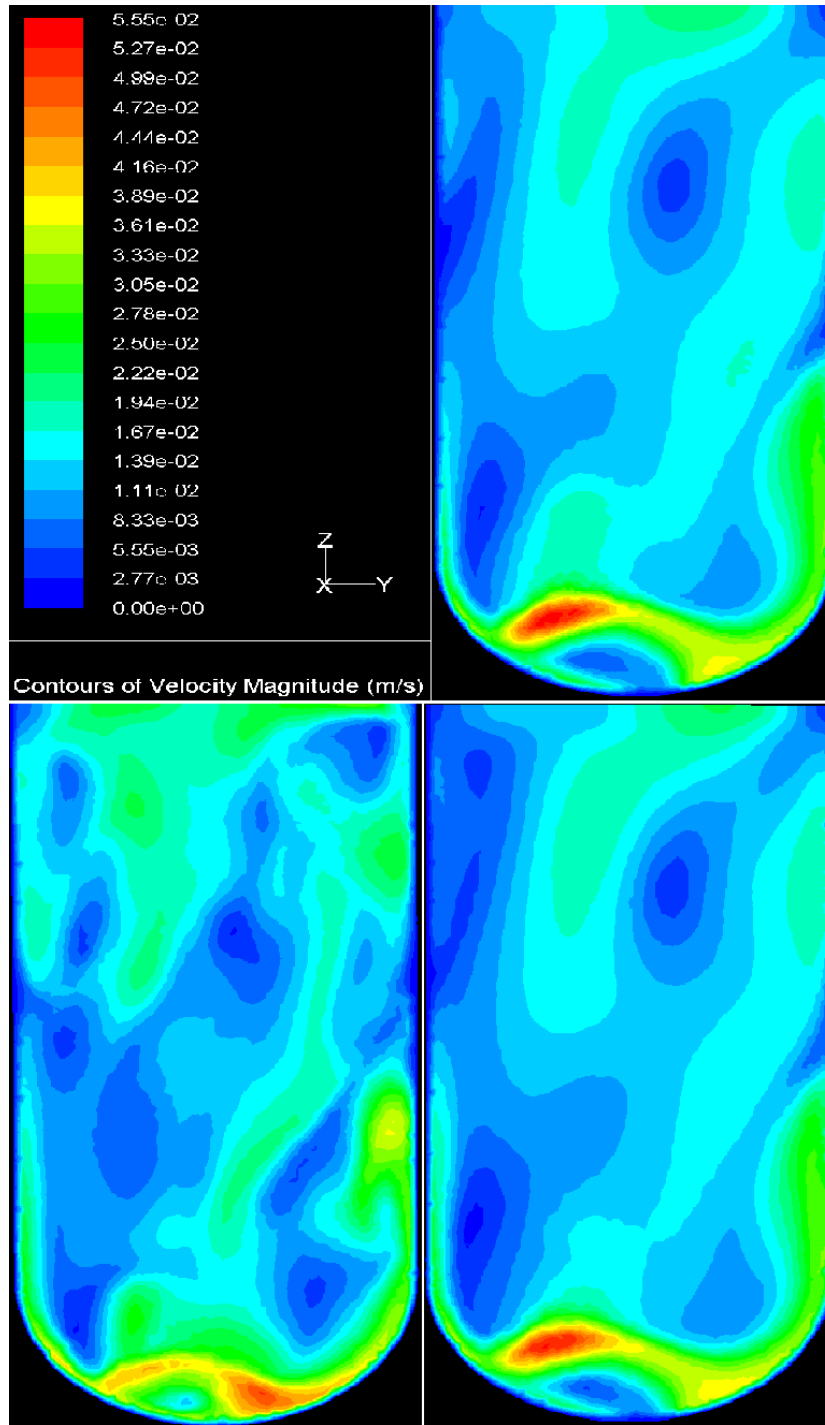 5.55e-02
5.27e-02
4.99e-02
4.72e-02
4.44e-02
4.16e-02
3.89e-02
3.61e-02
3.33e-02
3.05e-02
2.78e-02
2.50e-02
2.22e-02
1.94e-02
1.67e-02
1.39e-02
1.11e-02
8.33e-03
5.55e-03
2.77e-03
0.00e+00
Z
X Y
Contours of Velocity Magnitude (m/s)